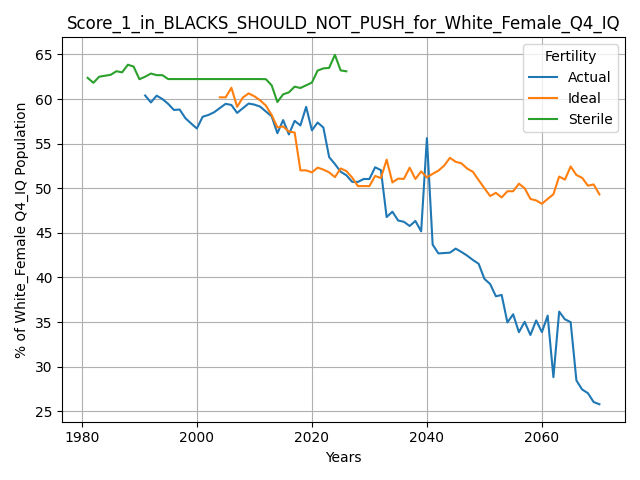 Score_1_in_BLACKS_SHOULD_NOT_PUSH_for_White_Female_Q4_IQ
Fertility
Actual
Ideal
Sterile
% of White_Female Q4_IQ Population
65
60
55
50
45
40
35
30
25
1980
2000
2020
2040
2060
Years